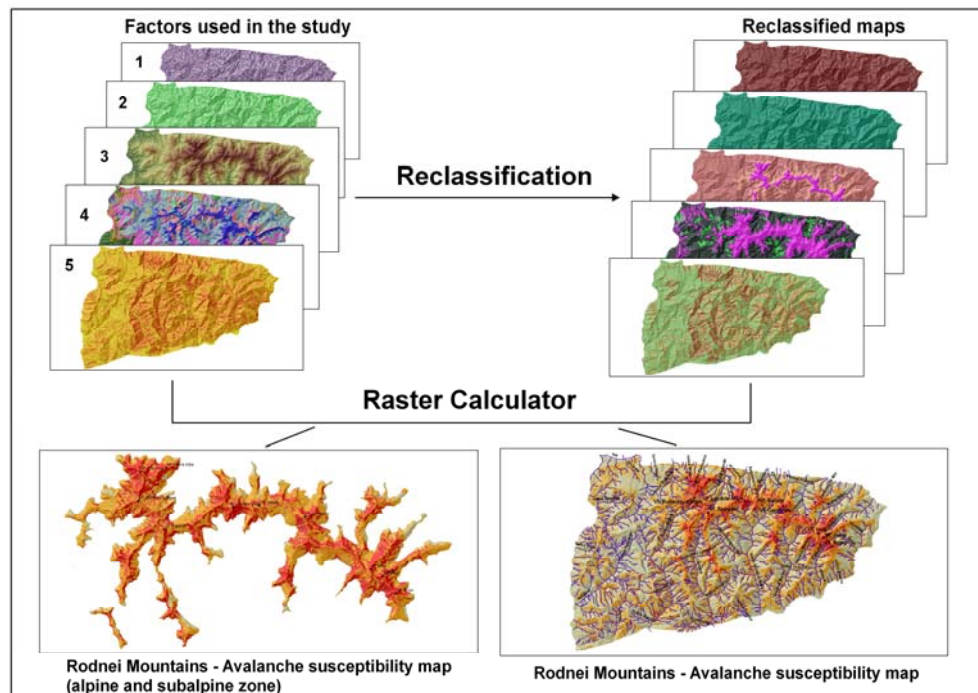 Factors used in the study
Reclassified maps
1
2
3
4
5
Reclassification
Raster Calculator
Rodnei Mountains - Avalanche susceptibility map
(alpine and subalpine zone)
Rodnei Mountains - Avalanche susceptibility map